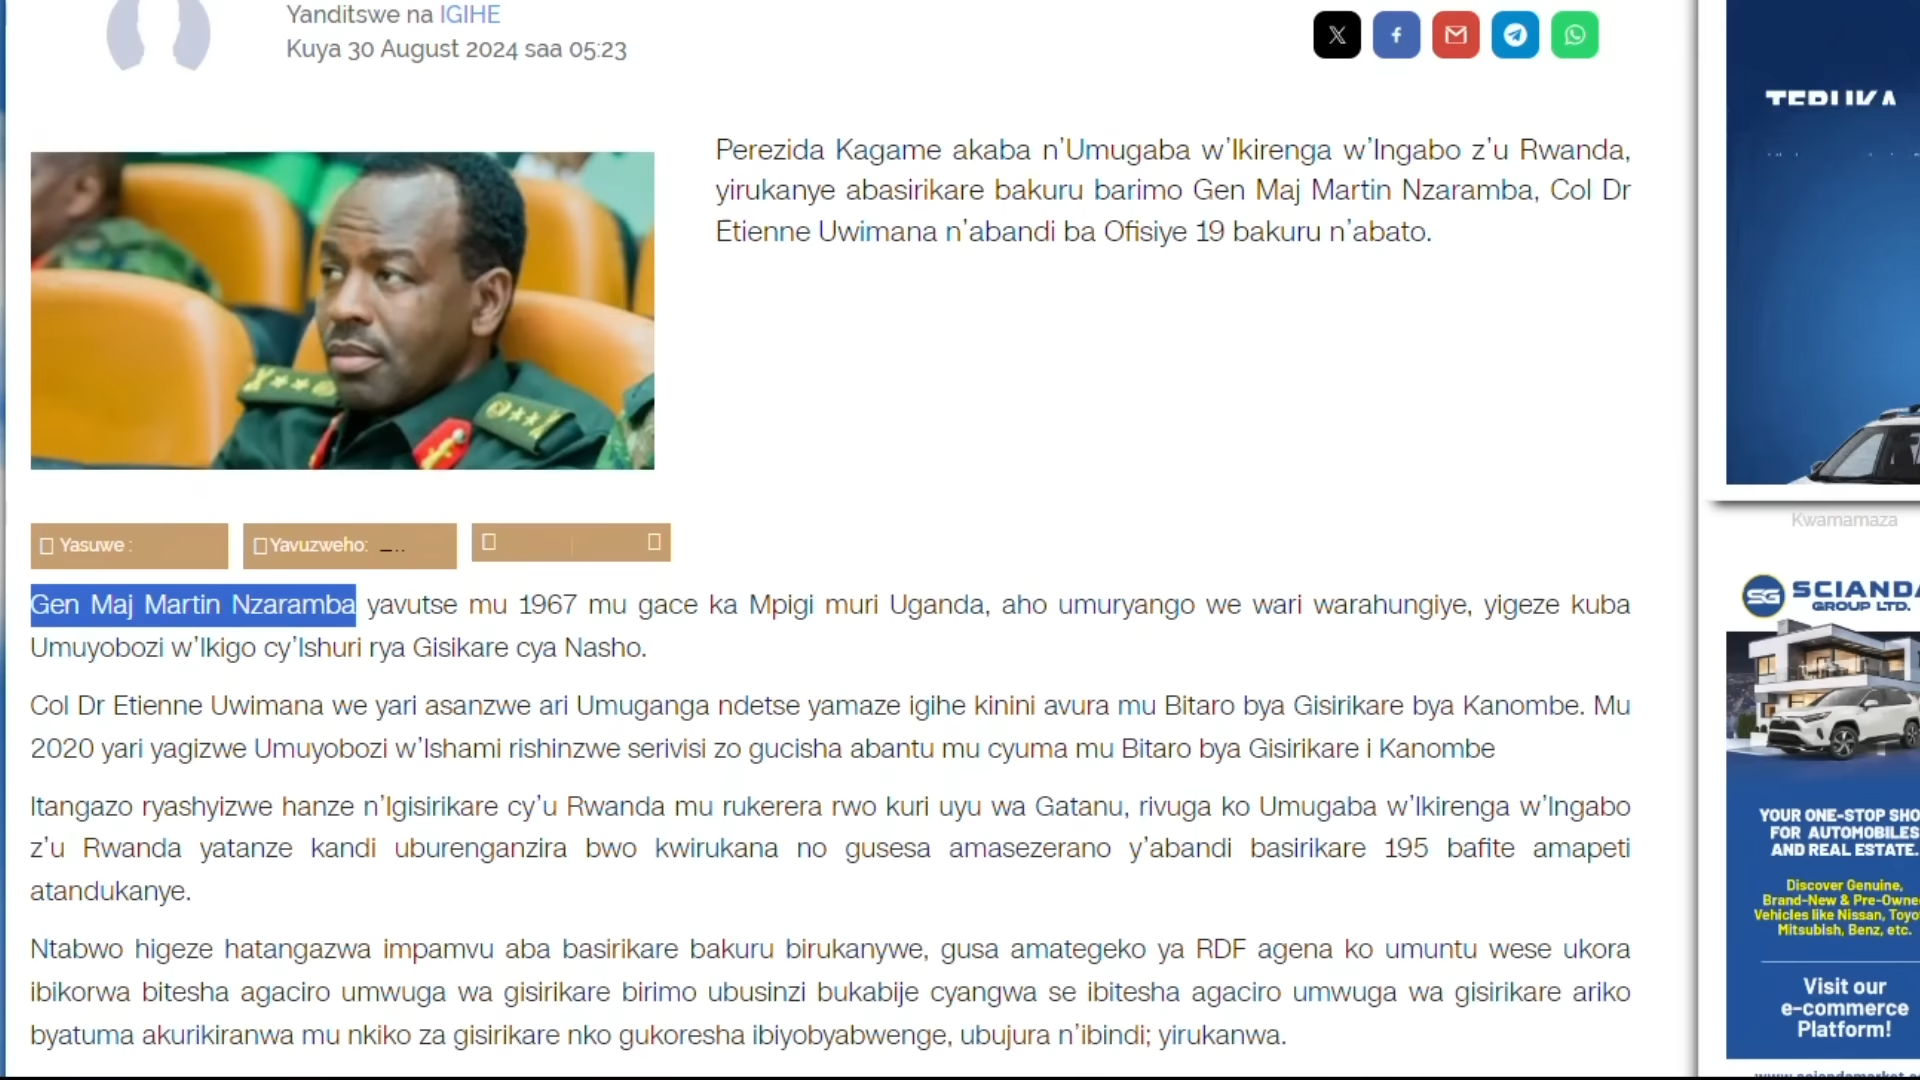 Yanditswe na IGIHE
Kuya 30 August 2024 saa 05:23
Perezida Kagame akaba n'Umugaba w'Ikirenga w'Ingabo z'u Rwanda,
yirukanye abasirikare bakuru barimo Gen Maj Martin Nzaramba, Col Dr
Etienne Uwimana n'abandi ba Ofisiye 19 bakuru n'abato.
Yasuwe :
Yavuzweho:
Gen Maj Martin Nzaramba yavutse mu 1967 mu gace ka Mpigi muri Uganda, aho umuryango we wari warahungiye, yigeze kuba
Umuyobozi w'Ikigo cy'Ishuri rya Gisikare cya Nasho.
Col Dr Etienne Uwimana we yari asanzwe ari Umuganga ndetse yamaze igihe kinini avura mu Bitaro bya Gisirikare bya Kanombe. Mu
2020 yari yagizwe Umuyobozi w'Ishami rishinzwe serivisi zo gucisha abantu mu cyuma mu Bitaro bya Gisirikare i Kanombe
Itangazo ryashyizwe hanze n'Igisirikare cy'u Rwanda mu rukerera rwo kuri uyu wa Gatanu, rivuga ko Umugaba w'Ikirenga w'Ingabo
z'u Rwanda yatanze kandi uburenganzira bwo kwirukana no gusesa amasezerano y'abandi basirikare 195 bafite amapeti
atandukanye.
Ntabwo higeze hatangazwa impamvu aba basirikare bakuru birukanywe, gusa amategeko ya RDF agena ko umuntu wese ukora
ibikorwa bitesha agaciro umwuga wa gisirikare birimo ubusinzi bukabije cyangwa se ibitesha agaciro umwuga wa gisirikare ariko
byatuma akurikiranwa mu nkiko za gisirikare nko gukoresha ibiyobyabwenge, ubujura n'ibindi; yirukanwa.
Kwamamaza
SG SCIANDA
GROUP LTD.
YOUR ONE-STOP SHO
FOR AUTOMOBILES
AND REAL ESTATE.
Discover Genuine,
Brand-New & Pre-Owne
Vehicles like Nissan, Toyo
Mitsubish, Benz, etc.
Visit our
e-commerce
Platform!